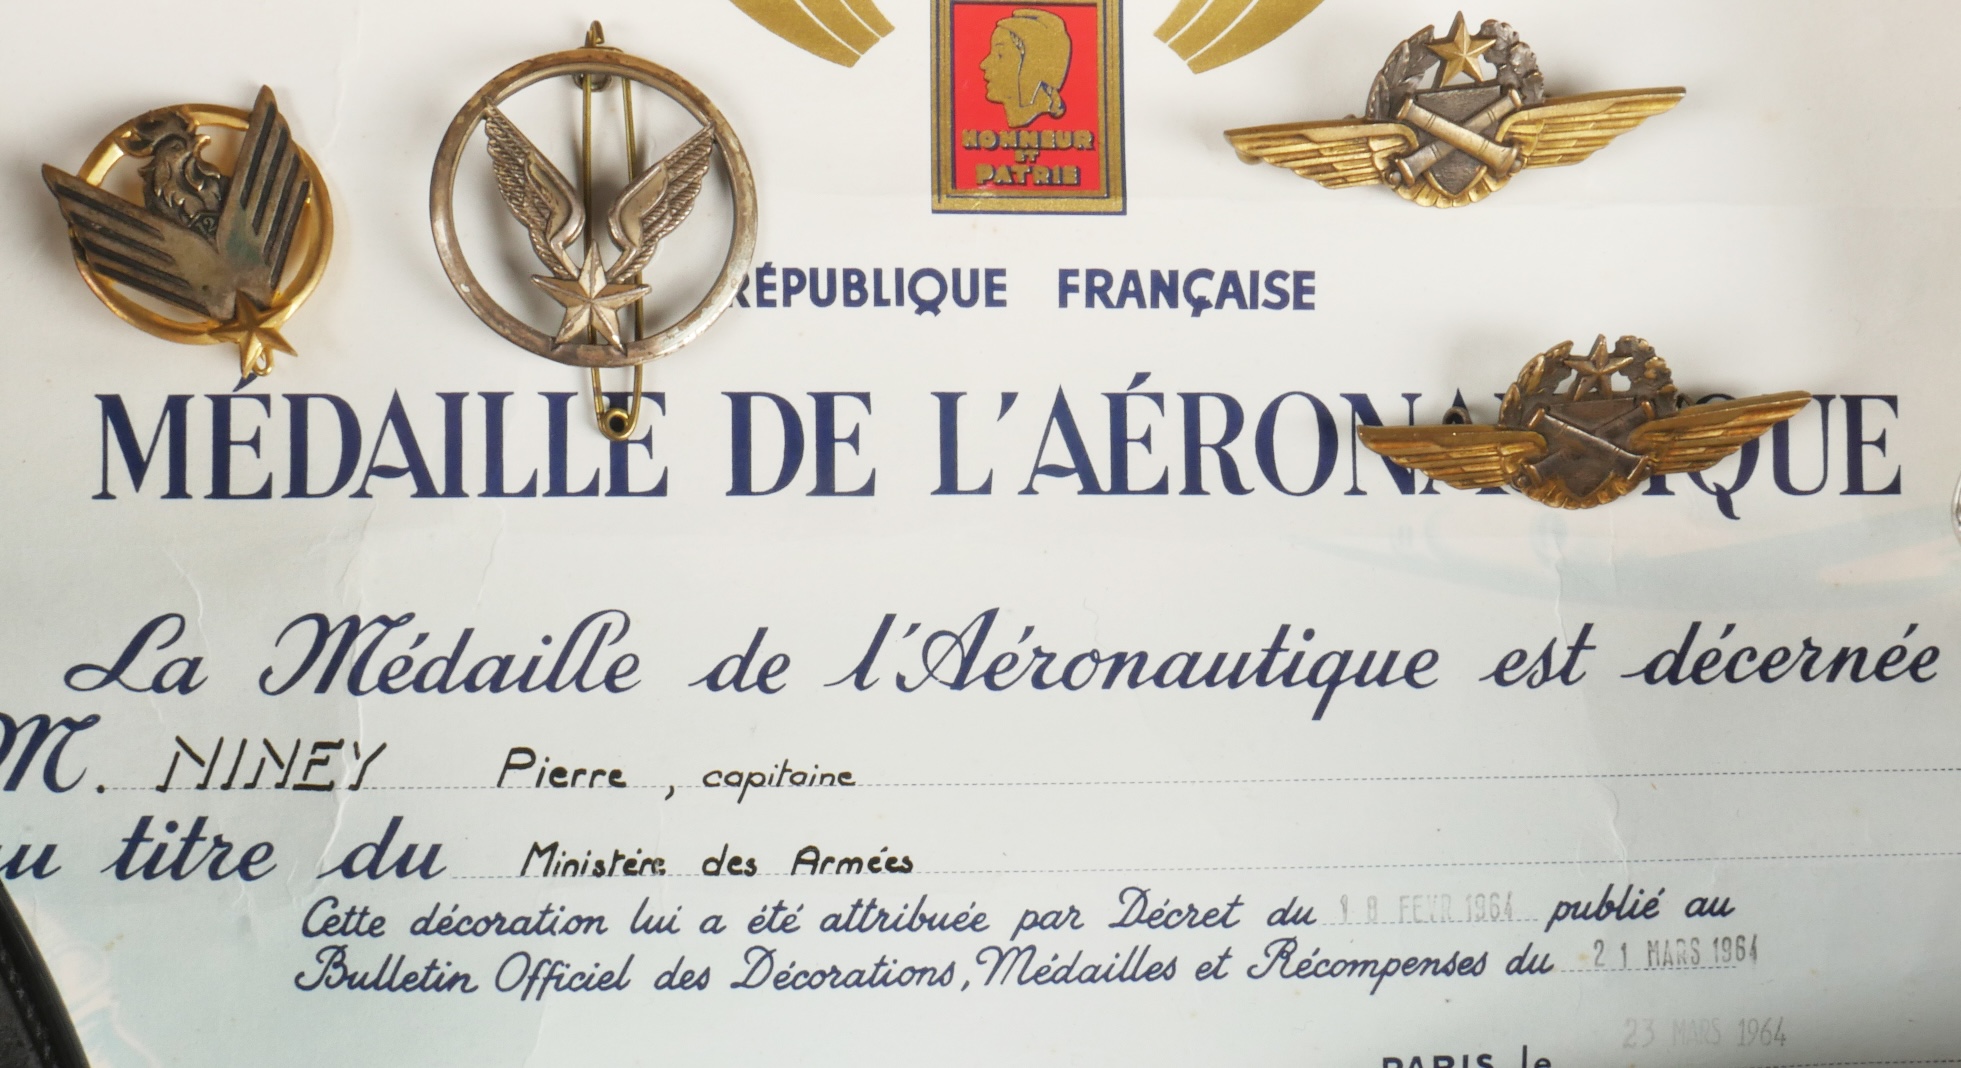 HONNEUR
ET
PATRIE
RÉPUBLIQUE FRANÇAISE
MÉDAILLE DE L'AÉRONAUTIQUE
La Médaille de l'Aéronautique est décernée
M. NINEY Pierre, capitaine
au titre du Ministère des Armées
Cette décoration lui a été attribuée par Décret du 18 FEVR 1964 publié au
Bulletin Officiel des Décorations, Médailles et Récompenses du 21 MARS 1964
23 MARS 1964
PARIS, le